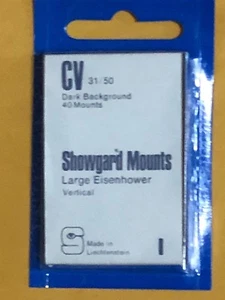 CV 31/50
Dark Background
40 Mounts
Showgard Mounts
Large Eisenhower
Vertical
Made in
Liechtenstein
I